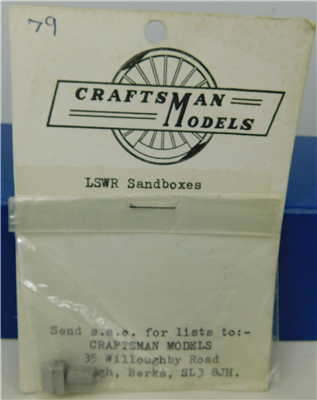 79
CRAFTSMAN
MODELS
LSWR Sandboxes
Send s.a.e. for lists to:-
CRAFTSMAN MODELS
35 Willoughby Road
Berks, SL3 8JH.